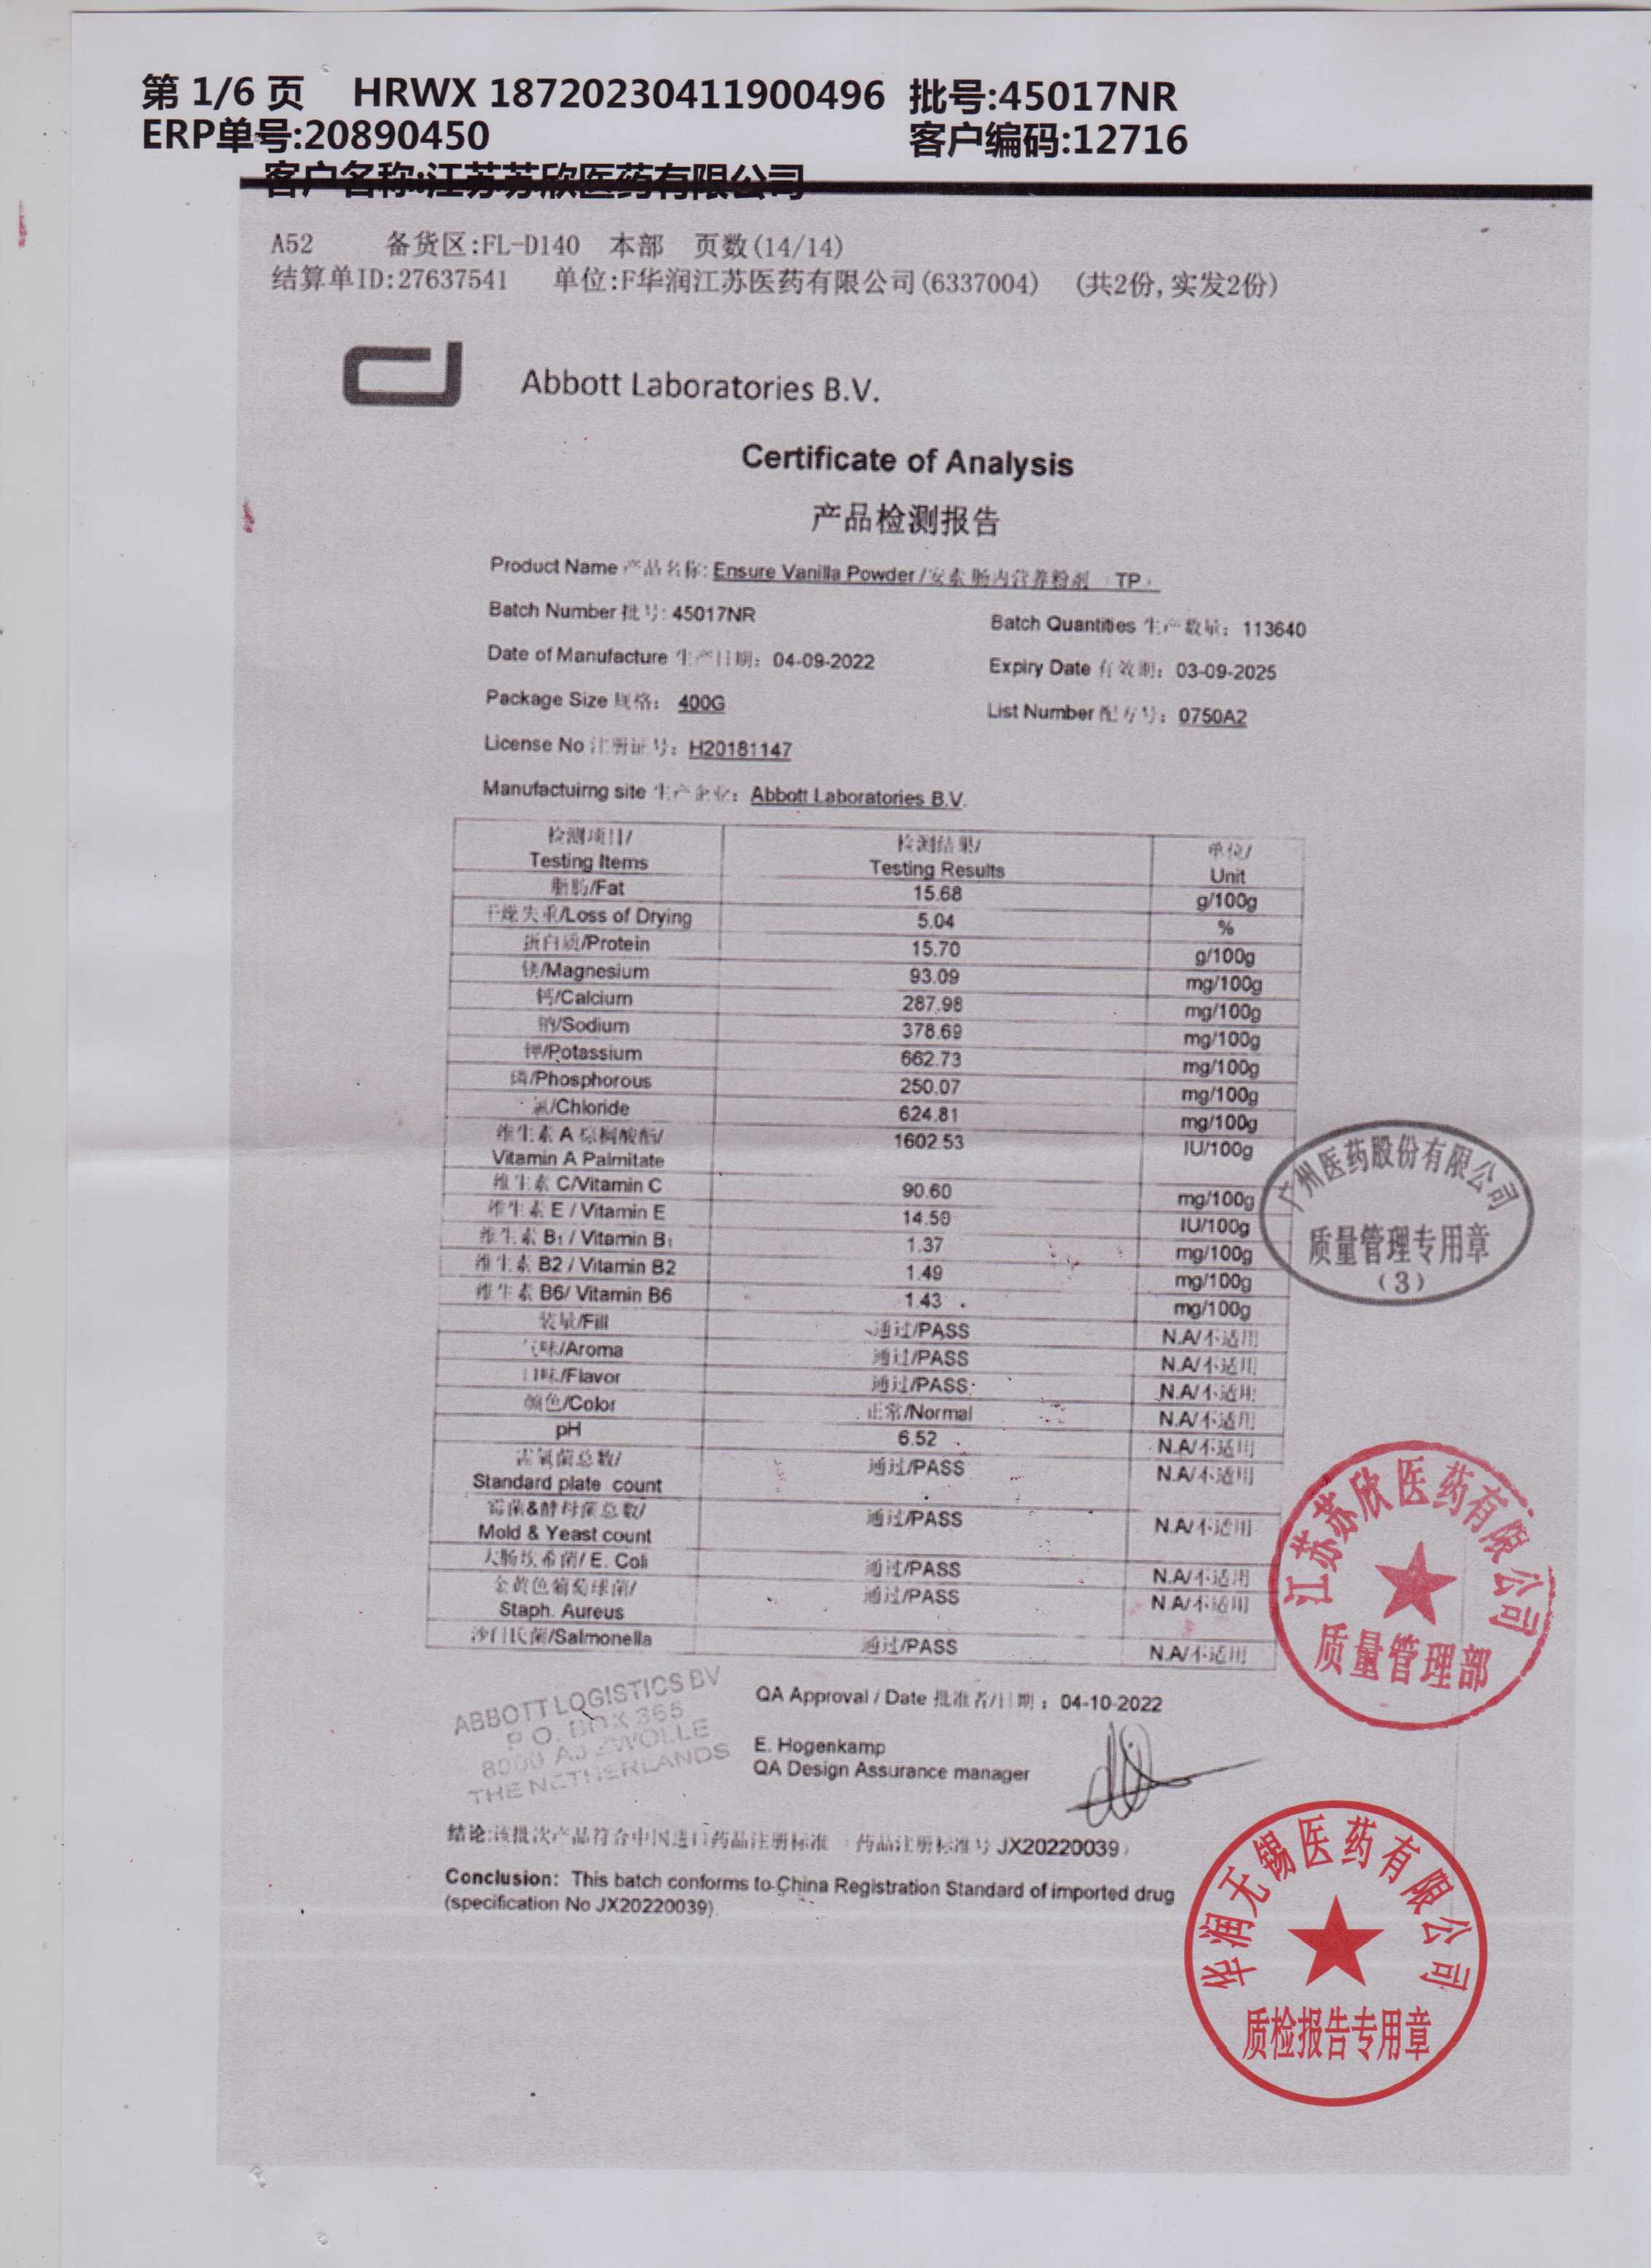 第 1/6 页 HRWX 18720230411900496 批号:45017NR
ERP单号:20890450 客户编码:12716
客户名称:江苏苏欣医药有限公司
A52 备货区:FL-D140 本部 页数(14/14)
结算单ID:27637541 单位:F华润江苏医药有限公司(6337004) (共2份,实发2份)
Abbott Laboratories B.V.
Certificate of Analysis
产品检测报告
Product Name 产品名称: Ensure Vanilla Powder /安素 肠内营养粉剂 (TP)
Batch Number 批号: 45017NR Batch Quantities 生产数量: 113640
Date of Manufacture 生产日期: 04-09-2022 Expiry Date 有效期: 03-09-2025
Package Size 规格: 400G List Number 配方号: 0750A2
License No 注册证号: H20181147
Manufactuirng site 生产企业: Abbott Laboratories B.V.
检测项目/ 检测结果/ 单位/
Testing Items Testing Results Unit
脂肪/Fat 15.68 g/100g
干燥失重/Loss of Drying 5.04 %
蛋白质/Protein 15.70 g/100g
镁/Magnesium 93.09 mg/100g
钙/Calcium 287.98 mg/100g
钠/Sodium 378.69 mg/100g
钾/Potassium 662.73 mg/100g
磷/Phosphorous 250.07 mg/100g
氯/Chloride 624.81 mg/100g
维生素 A 棕榈酸酯/ 1602.53 IU/100g
Vitamin A Palmitate
维生素 C/Vitamin C 90.60 mg/100g
维生素 E / Vitamin E 14.50 IU/100g
维生素 B₁ / Vitamin B₁ 1.37 mg/100g
维生素 B2 / Vitamin B2 1.49 mg/100g
维生素 B6/ Vitamin B6 1.43 mg/100g
装量/Fill 通过/PASS N.A/不适用
气味/Aroma 通过/PASS N.A/不适用
口味/Flavor 通过/PASS N.A/不适用
颜色/Color 正常/Normal N.A/不适用
pH 6.52 N.A/不适用
需氧菌总数/ 通过/PASS N.A/不适用
Standard plate count
霉菌&酵母菌总数/ 通过/PASS N.A/不适用
Mold & Yeast count
大肠埃希菌/ E. Coli 通过/PASS N.A/不适用
金黄色葡萄球菌/ 通过/PASS N.A/不适用
Staph. Aureus
沙门氏菌/Salmonella 通过/PASS N.A/不适用
广州医药股份有限公司
质量管理专用章
(3)
江苏苏欣医药有限公司
质量管理部
ABBOTT LOGISTICS BV
P.O. BOX 365
8000 AJ ZWOLLE
THE NETHERLANDS
QA Approval / Date 批准者/日期 : 04-10-2022
E. Hogenkamp
QA Design Assurance manager
结论:该批次产品符合中国进口药品注册标准 (药品注册标准号 JX20220039)
Conclusion: This batch conforms to China Registration Standard of imported drug
(specification No JX20220039)
华润无锡医药有限公司
质检报告专用章